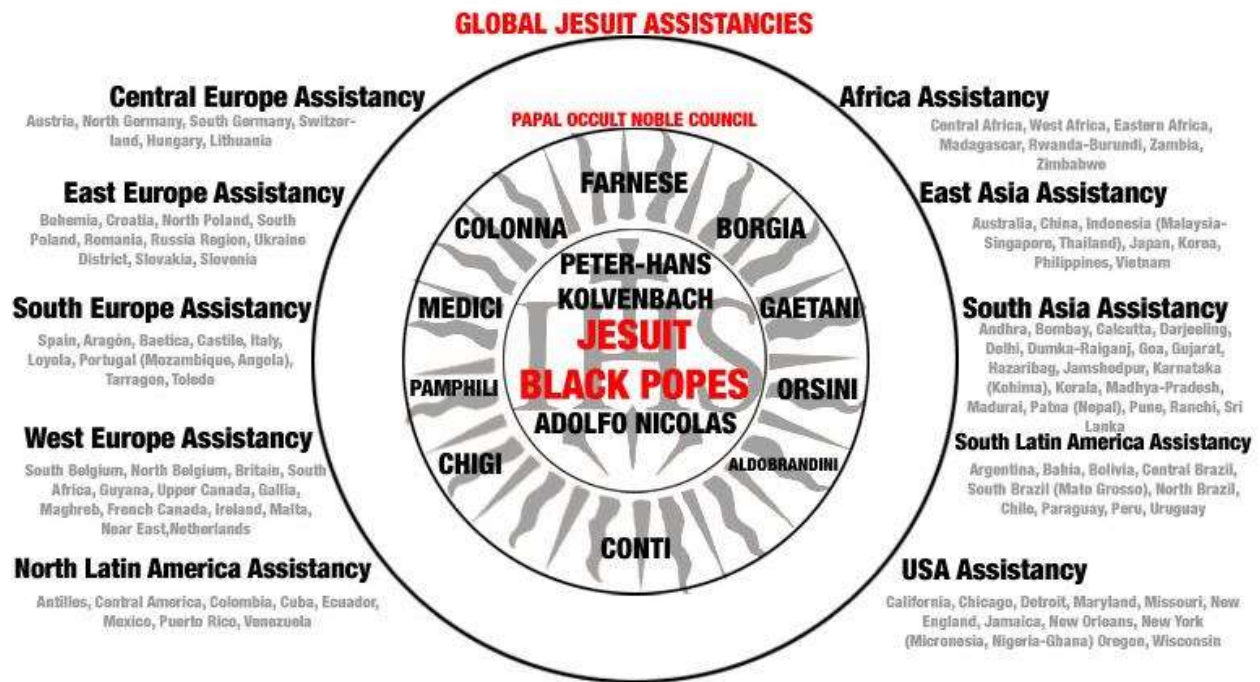 GLOBAL JESUIT ASSISTANCIES
Central Europe Assistancy
Austria, North Germany, South Germany, Switzer-
land, Hungary, Lithuania
East Europe Assistancy
Bohemia, Croatia, North Poland, South
Poland, Romania, Russia Region, Ukraine
District, Slovakia, Slovenia
South Europe Assistancy
Spain, Aragón, Baetica, Castile, Italy,
Loyola, Portugal (Mozambique, Angola),
Tarragon, Toledo
West Europe Assistancy
South Belgium, North Belgium, Britain, South
Africa, Guyana, Upper Canada, Gallia,
Maghreb, French Canada, Ireland, Malta,
Near East,Netherlands
North Latin America Assistancy
Antilles, Central America, Colombia, Cuba, Ecuador,
Mexico, Puerto Rico, Venezuela
PAPAL OCCULT NOBLE COUNCIL
FARNESE
COLONNA
BORGIA
MEDICI
GAETANI
PAMPHILI
ORSINI
CHIGI
ALDOBRANDINI
CONTI
IHS
PETER-HANS
KOLVENBACH
JESUIT
BLACK POPES
ADOLFO NICOLAS
Africa Assistancy
Central Africa, West Africa, Eastern Africa,
Madagascar, Rwanda-Burundi, Zambia,
Zimbabwe
East Asia Assistancy
Australia, China, Indonesia (Malaysia-
Singapore, Thailand), Japan, Korea,
Philippines, Vietnam
South Asia Assistancy
Andhra, Bombay, Calcutta, Darjeeling,
Delhi, Dumka-Raiganj, Goa, Gujarat,
Hazaribag, Jamshedpur, Karnataka
(Kohima), Kerala, Madhya-Pradesh,
Madurai, Patna (Nepal), Pune, Ranchi, Sri
Lanka
South Latin America Assistancy
Argentina, Bahia, Bolivia, Central Brazil,
South Brazil (Mato Grosso), North Brazil,
Chile, Paraguay, Peru, Uruguay
USA Assistancy
California, Chicago, Detroit, Maryland, Missouri, New
England, Jamaica, New Orleans, New York
(Micronesia, Nigeria-Ghana) Oregon, Wisconsin